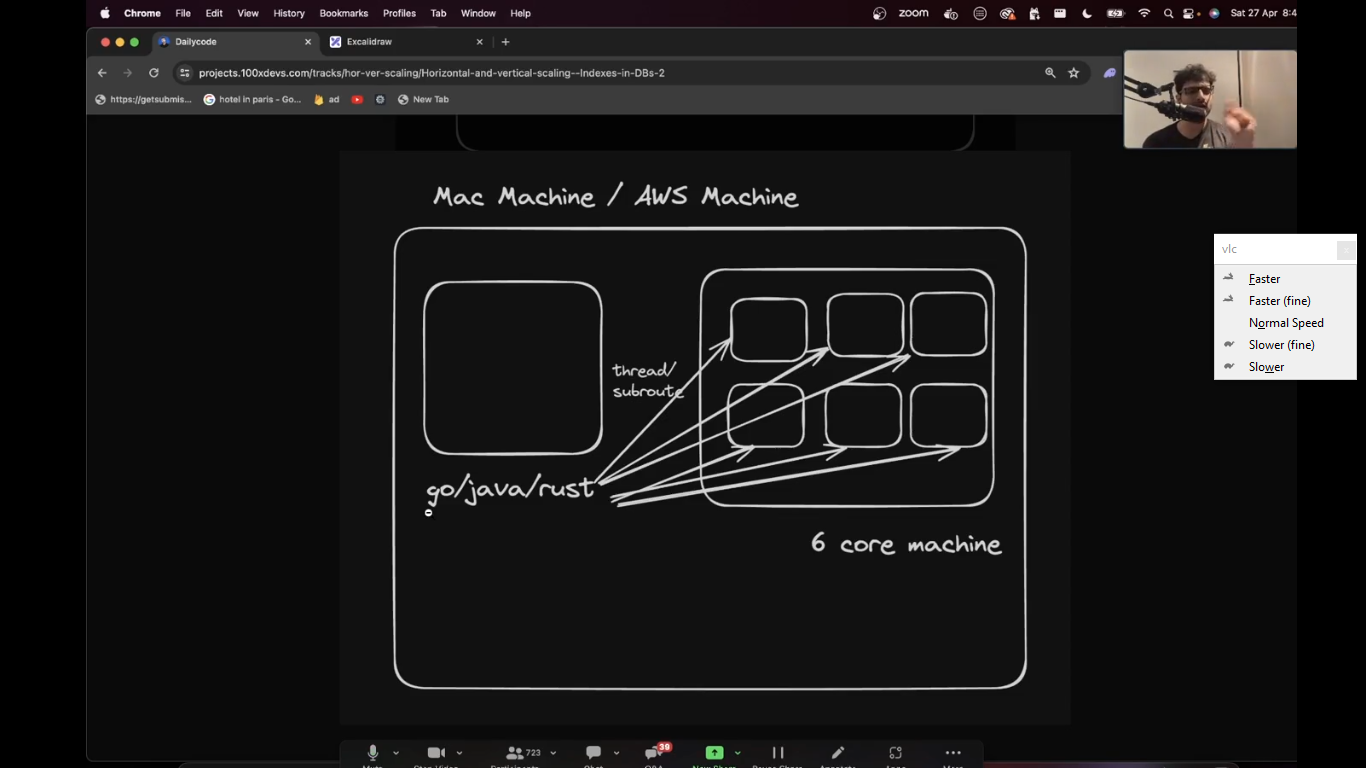 Chrome File Edit View History Bookmarks Profiles Tab Window Help
zoom
Sat 27 Apr 8:4
Dailycode
Excalidraw
projects.100xdevs.com/tracks/hor-ver-scaling/Horizontal-and-vertical-scaling--Indexes-in-DBs-2
https://getsubmis...
hotel in paris - Go...
ad
New Tab
Mac Machine / AWS Machine
thread/
subroute
go/java/rust
6 core machine
vlc
Faster
Faster (fine)
Normal Speed
Slower (fine)
Slower
723
39